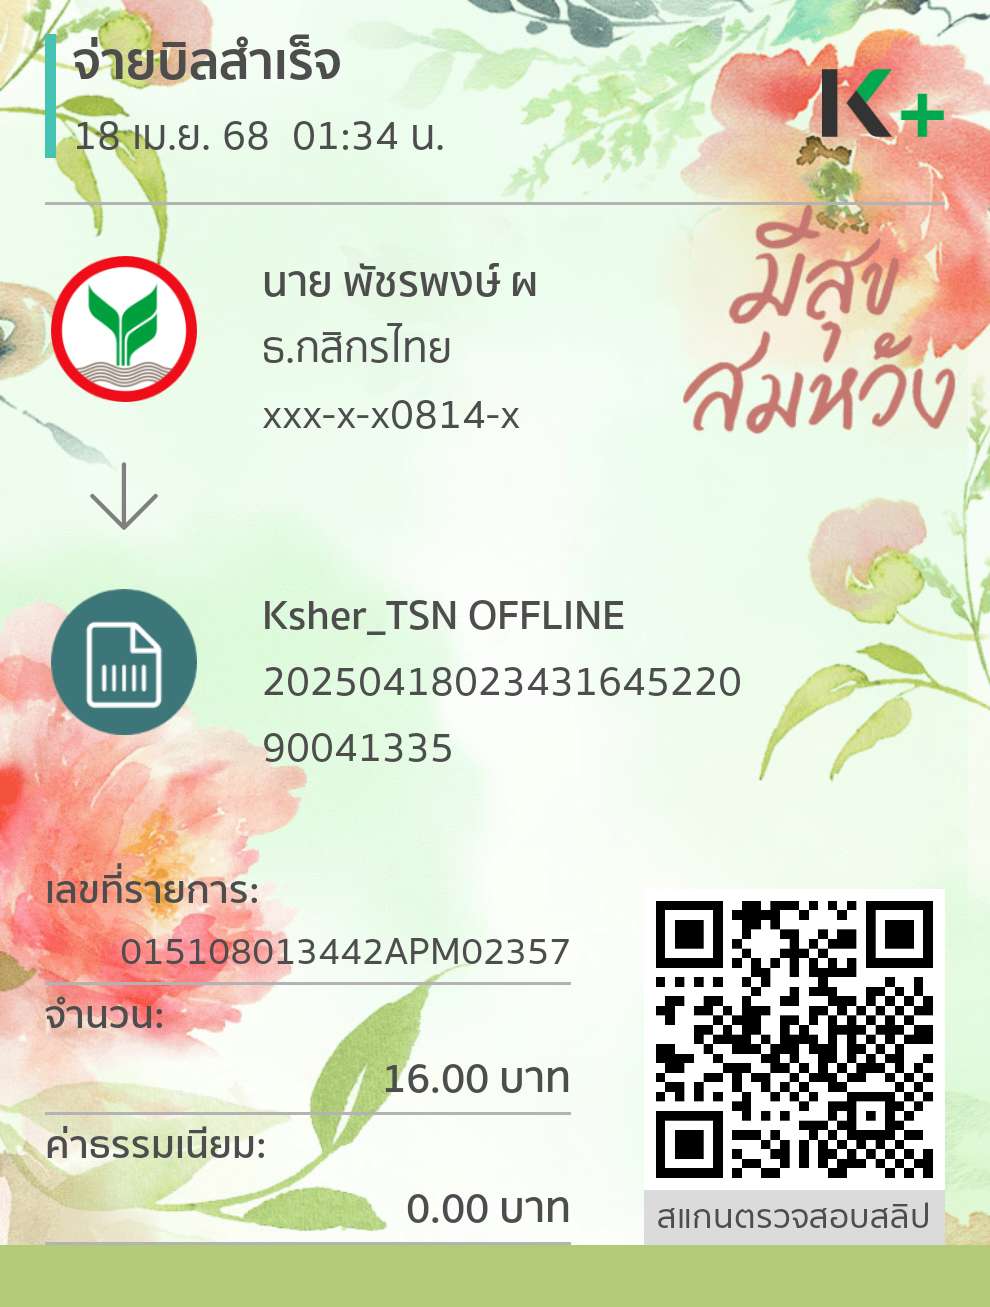 จ่ายบิลสำเร็จ
18 เม.ย. 68 01:34 น.
K+
มีสุข
สมหวัง
นาย พัชรพงษ์ ผ
ธ.กสิกรไทย
xxx-x-x0814-x
Ksher_TSN OFFLINE
20250418023431645220
90041335
เลขที่รายการ:
015108013442APM02357
จำนวน:
16.00 บาท
ค่าธรรมเนียม:
0.00 บาท
สแกนตรวจสอบสลิป